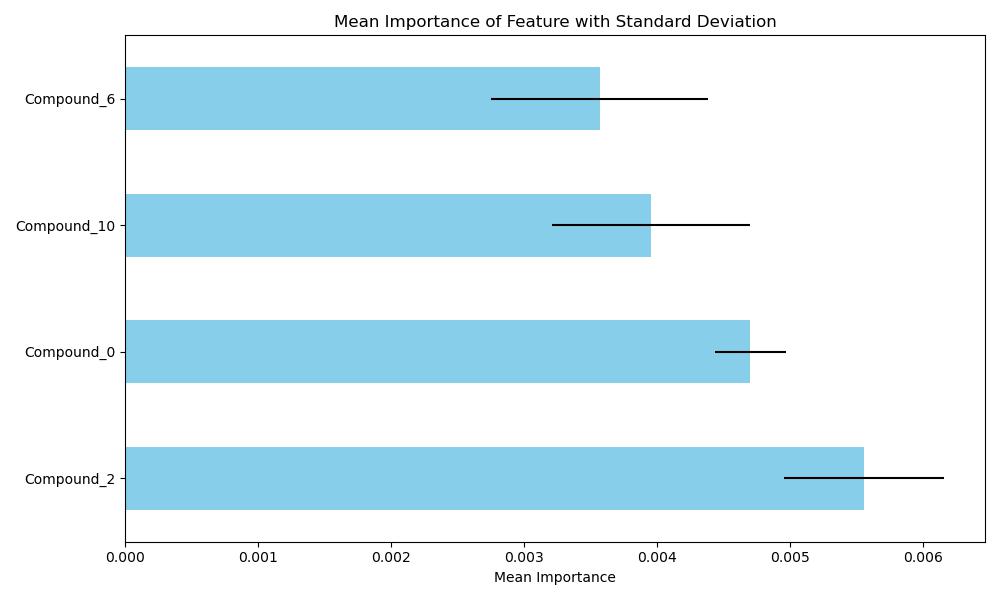 Mean Importance of Feature with Standard Deviation
Compound_6
Compound_10
Compound_0
Compound_2
0.000 0.001 0.002 0.003 0.004 0.005 0.006
Mean Importance